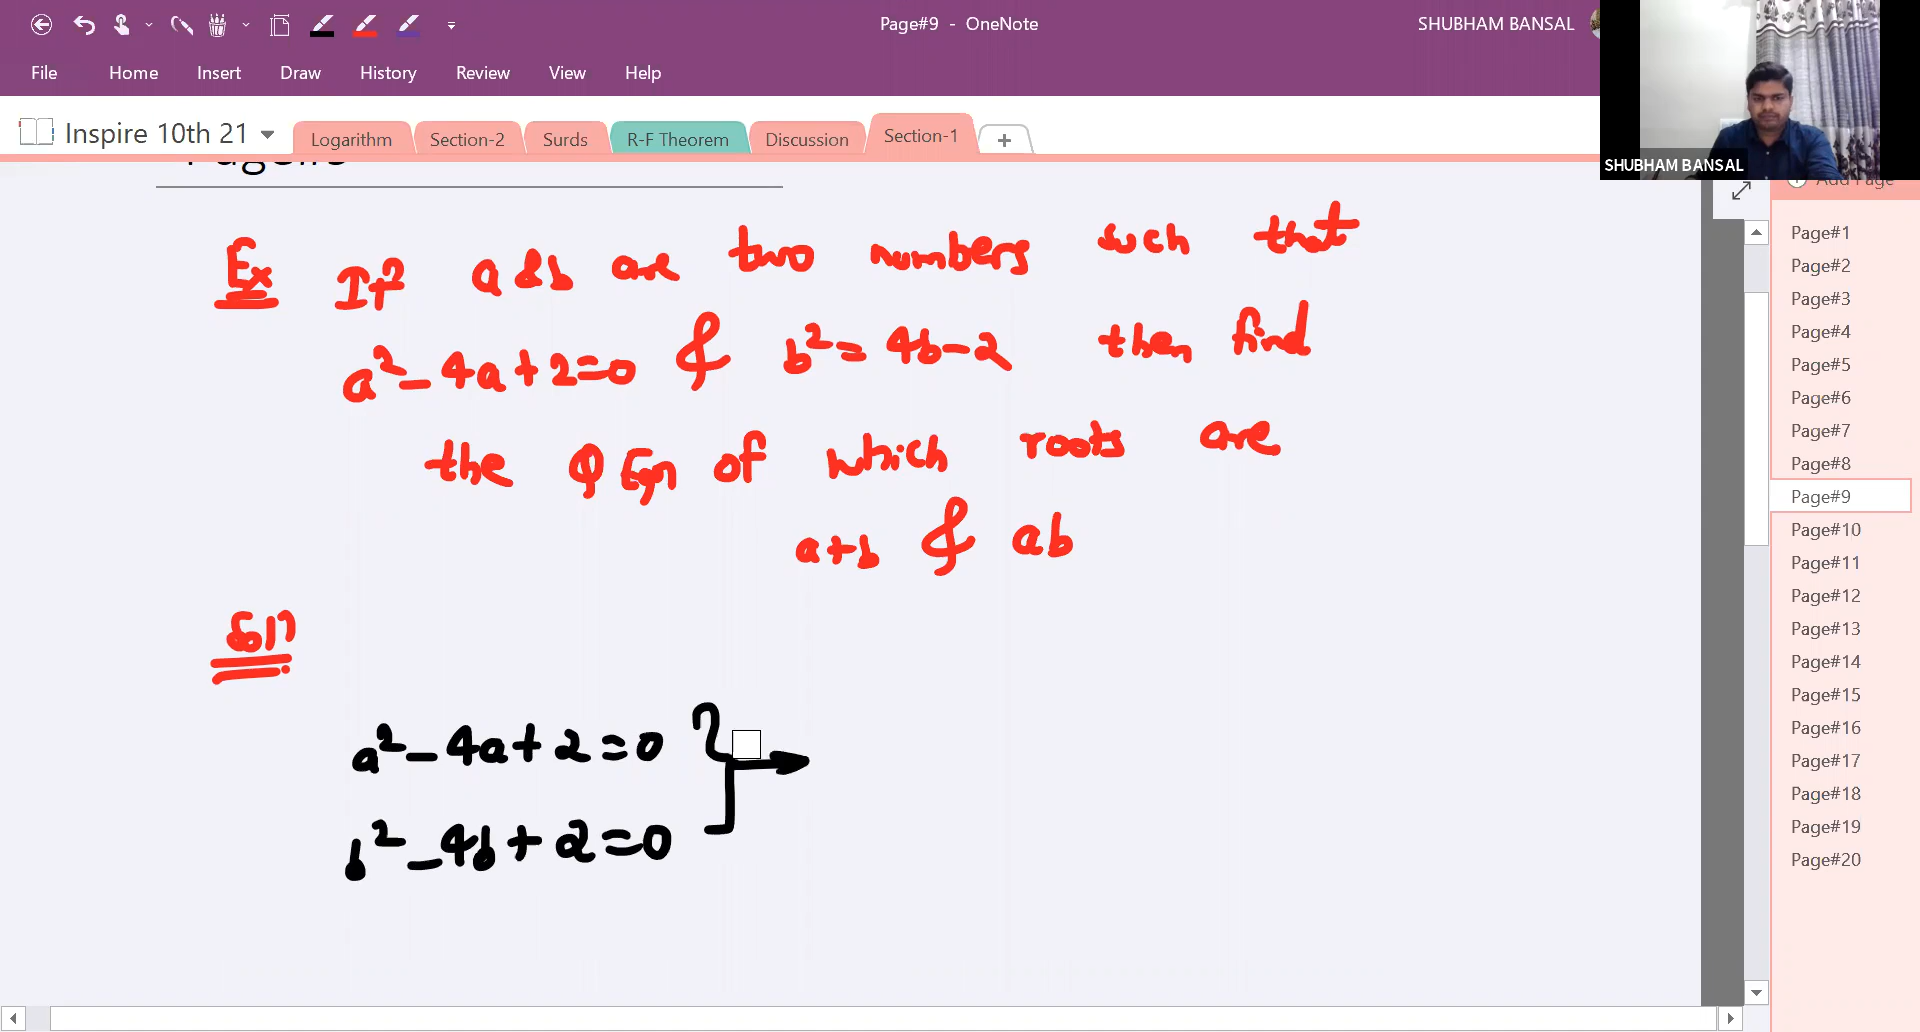 Page#9 - OneNote
SHUBHAM BANSAL
File Home Insert Draw History Review View Help
SHUBHAM BANSAL
Inspire 10th 21
Logarithm Section-2 Surds R-F Theorem Discussion Section-1 +
Add Page
Ex If a & b are two numbers such that
a²-4a+2=0 & b²=4b-2 then find
the Q Eqn of which roots are
a+b & ab
Solⁿ
a²-4a+2=0
b²-4b+2=0
Page#1
Page#2
Page#3
Page#4
Page#5
Page#6
Page#7
Page#8
Page#9
Page#10
Page#11
Page#12
Page#13
Page#14
Page#15
Page#16
Page#17
Page#18
Page#19
Page#20